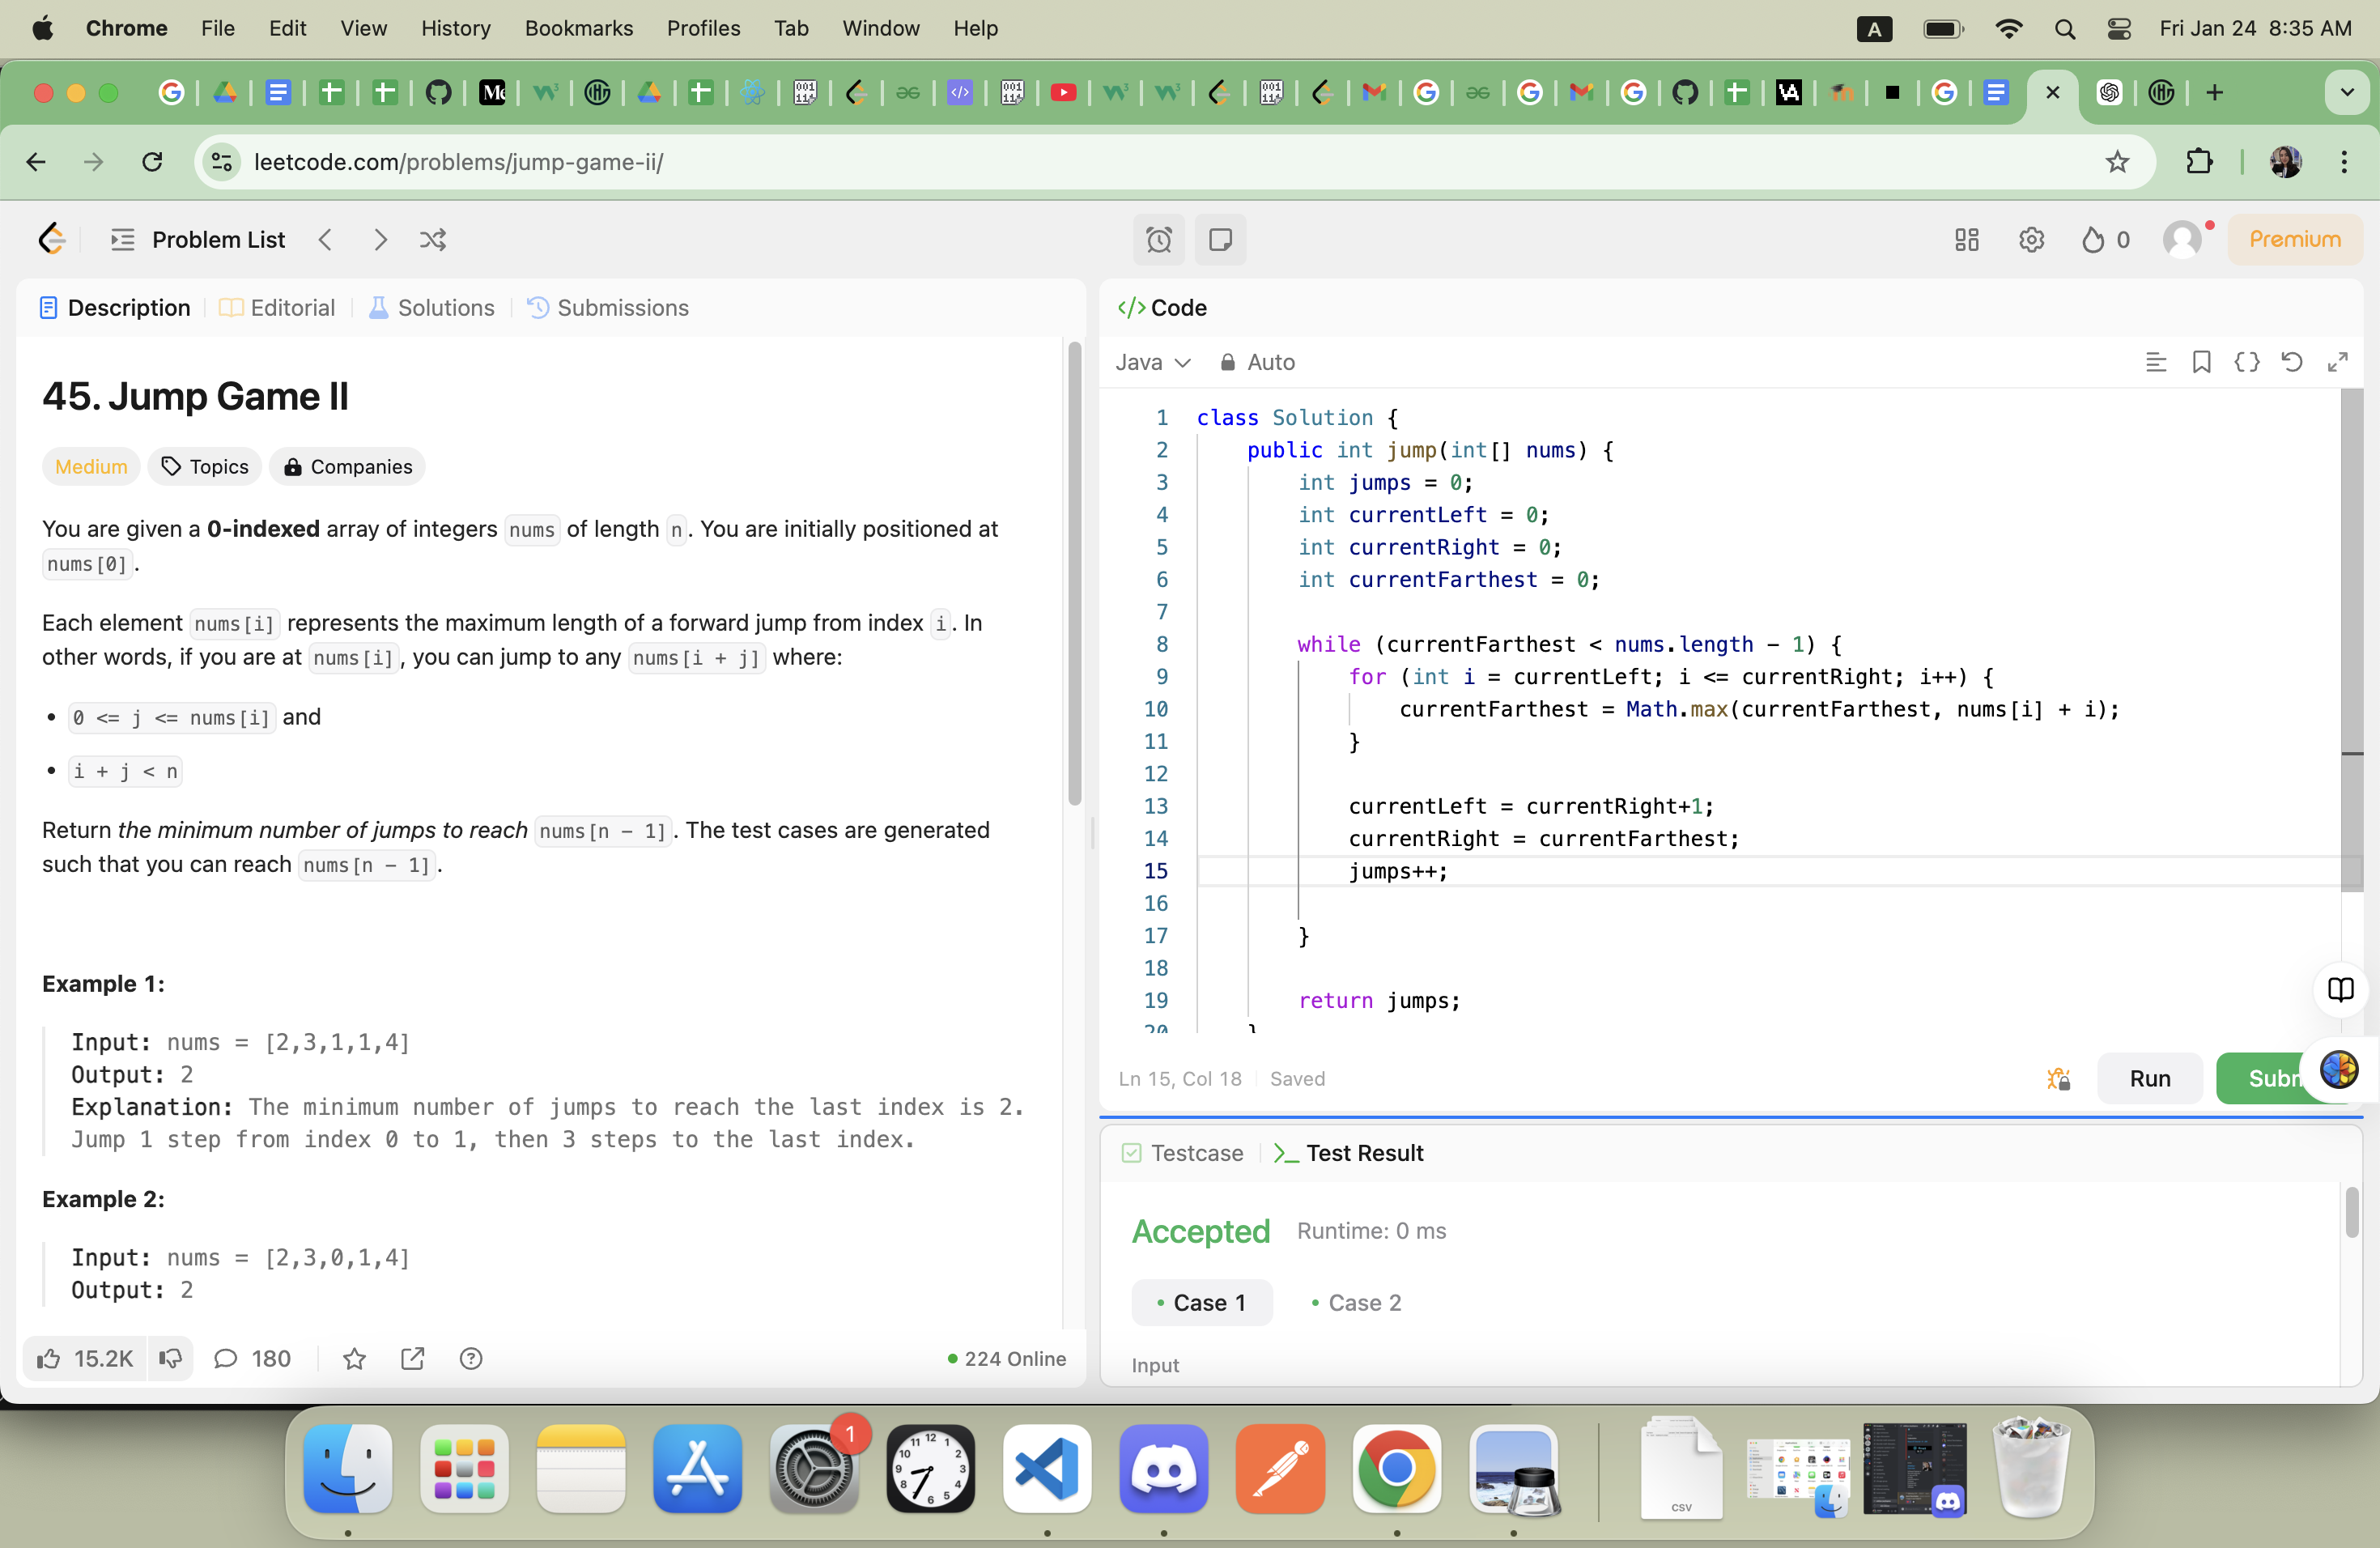 Chrome File Edit View History Bookmarks Profiles Tab Window Help A Fri Jan 24 8:35 AM
leetcode.com/problems/jump-game-ii/
Problem List 0 Premium
Description Editorial Solutions Submissions
45. Jump Game II
Medium Topics Companies
You are given a 0-indexed array of integers nums of length n. You are initially positioned at
nums[0].
Each element nums[i] represents the maximum length of a forward jump from index i. In
other words, if you are at nums[i], you can jump to any nums[i + j] where:
• 0 <= j <= nums[i] and
• i + j < n
Return the minimum number of jumps to reach nums[n - 1]. The test cases are generated
such that you can reach nums[n - 1].
Example 1:
Input: nums = [2,3,1,1,4]
Output: 2
Explanation: The minimum number of jumps to reach the last index is 2.
Jump 1 step from index 0 to 1, then 3 steps to the last index.
Example 2:
Input: nums = [2,3,0,1,4]
Output: 2
15.2K 180 224 Online
</> Code
Java Auto
1 class Solution {
2 public int jump(int[] nums) {
3 int jumps = 0;
4 int currentLeft = 0;
5 int currentRight = 0;
6 int currentFarthest = 0;
7
8 while (currentFarthest < nums.length - 1) {
9 for (int i = currentLeft; i <= currentRight; i++) {
10 currentFarthest = Math.max(currentFarthest, nums[i] + i);
11 }
12
13 currentLeft = currentRight+1;
14 currentRight = currentFarthest;
15 jumps++;
16
17 }
18
19 return jumps;
20 }
Ln 15, Col 18 Saved Run Subm
Testcase Test Result
Accepted Runtime: 0 ms
• Case 1 • Case 2
Input
1
CSV